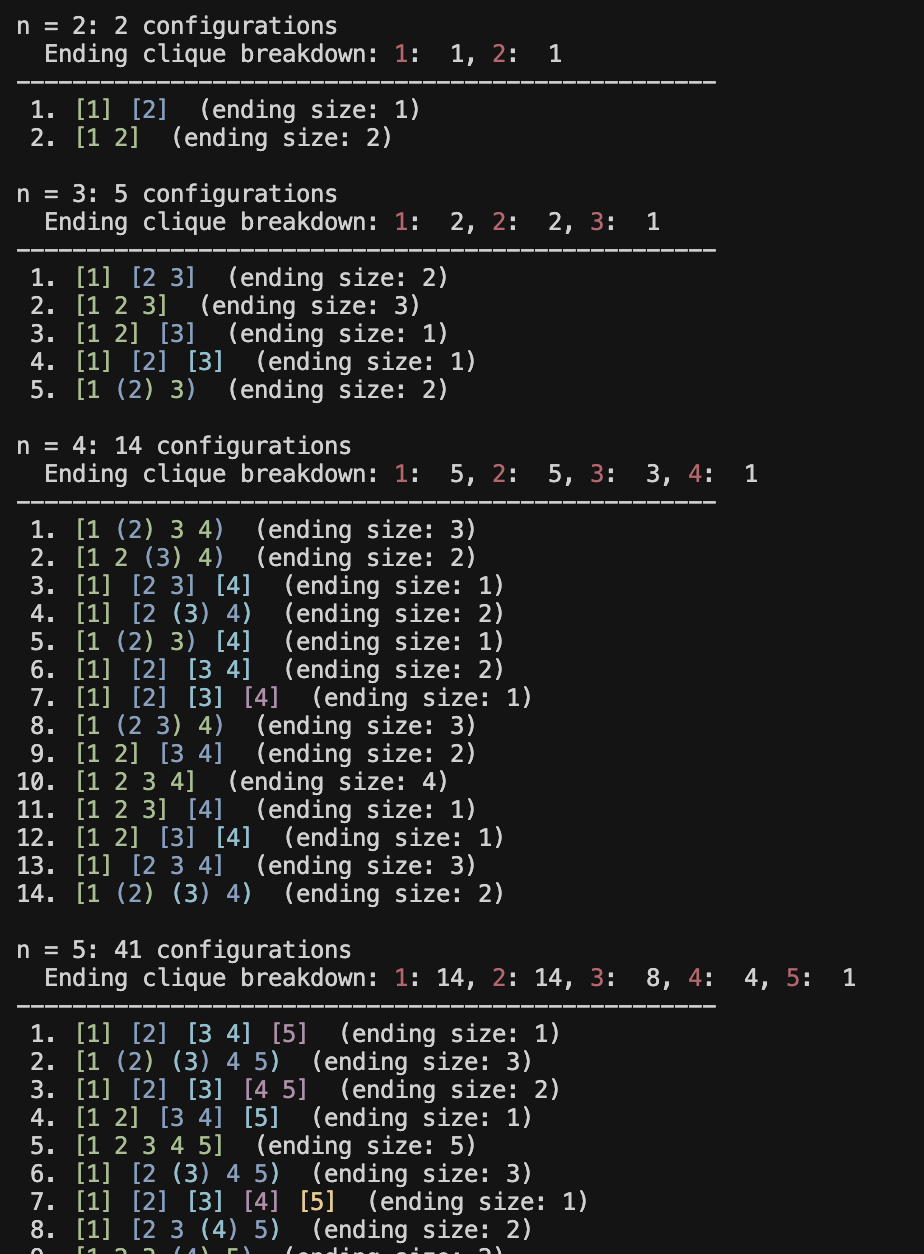 n = 2: 2 configurations
  Ending clique breakdown: 1:  1, 2:  1
──────────────────────────────────────────────────
 1. [1] [2]  (ending size: 1)
 2. [1 2]  (ending size: 2)

n = 3: 5 configurations
  Ending clique breakdown: 1:  2, 2:  2, 3:  1
──────────────────────────────────────────────────
 1. [1] [2 3]  (ending size: 2)
 2. [1 2 3]  (ending size: 3)
 3. [1 2] [3]  (ending size: 1)
 4. [1] [2] [3]  (ending size: 1)
 5. [1 (2) 3)  (ending size: 2)

n = 4: 14 configurations
  Ending clique breakdown: 1:  5, 2:  5, 3:  3, 4:  1
──────────────────────────────────────────────────
 1. [1 (2) 3 4)  (ending size: 3)
 2. [1 2 (3) 4)  (ending size: 2)
 3. [1] [2 3] [4]  (ending size: 1)
 4. [1] [2 (3) 4)  (ending size: 2)
 5. [1 (2) 3) [4]  (ending size: 1)
 6. [1] [2] [3 4]  (ending size: 2)
 7. [1] [2] [3] [4]  (ending size: 1)
 8. [1 (2 3) 4)  (ending size: 3)
 9. [1 2] [3 4]  (ending size: 2)
10. [1 2 3 4]  (ending size: 4)
11. [1 2 3] [4]  (ending size: 1)
12. [1 2] [3] [4]  (ending size: 1)
13. [1] [2 3 4]  (ending size: 3)
14. [1 (2) (3) 4)  (ending size: 2)

n = 5: 41 configurations
  Ending clique breakdown: 1: 14, 2: 14, 3:  8, 4:  4, 5:  1
──────────────────────────────────────────────────
 1. [1] [2] [3 4] [5]  (ending size: 1)
 2. [1 (2) (3) 4 5)  (ending size: 3)
 3. [1] [2] [3] [4 5]  (ending size: 2)
 4. [1 2] [3 4] [5]  (ending size: 1)
 5. [1 2 3 4 5]  (ending size: 5)
 6. [1] [2 (3) 4 5)  (ending size: 3)
 7. [1] [2] [3] [4] [5]  (ending size: 1)
 8. [1] [2 3 (4) 5)  (ending size: 2)